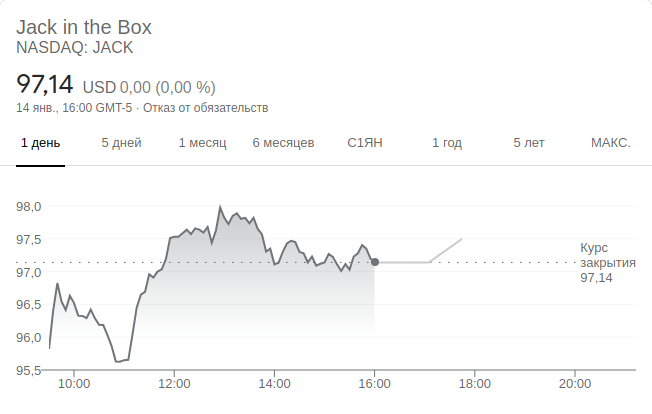 Jack in the Box
NASDAQ: JACK
97,14 USD 0,00 (0,00 %)
14 янв., 16:00 GMT-5 · Отказ от обязательств
1 день 5 дней 1 месяц 6 месяцев С1ЯН 1 год 5 лет МАКС.
98,0
97,5
97,0
96,5
96,0
95,5
Курс
закрытия
97,14
10:00 12:00 14:00 16:00 18:00 20:00